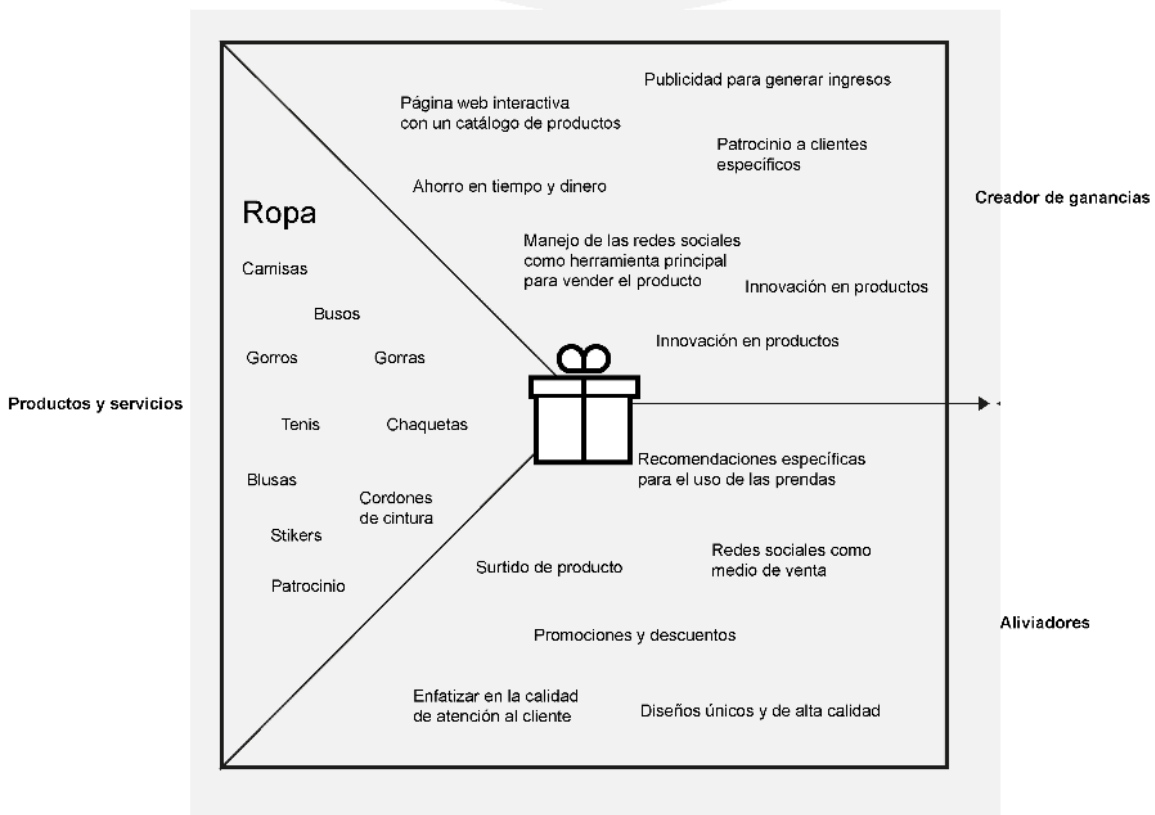 Publicidad para generar ingresos
Página web interactiva
con un catálogo de productos
Patrocinio a clientes
específicos
Ahorro en tiempo y dinero
Creador de ganancias
Ropa
Manejo de las redes sociales
como herramienta principal
para vender el producto
Camisas
Innovación en productos
Busos
Innovación en productos
Gorros
Gorras
Productos y servicios
Tenis
Chaquetas
Recomendaciones específicas
para el uso de las prendas
Blusas
Cordones
de cintura
Stikers
Redes sociales como
medio de venta
Surtido de producto
Patrocinio
Aliviadores
Promociones y descuentos
Enfatizar en la calidad
de atención al cliente
Diseños únicos y de alta calidad